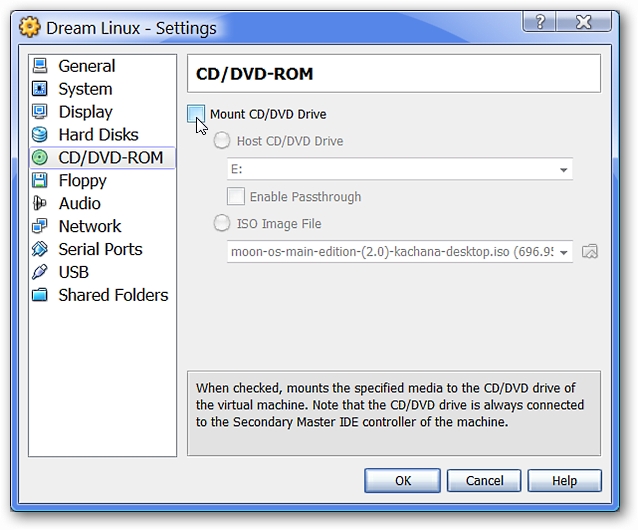 Dream Linux - Settings
General
System
Display
Hard Disks
CD/DVD-ROM
Floppy
Audio
Network
Serial Ports
USB
Shared Folders
CD/DVD-ROM
Mount CD/DVD Drive
Host CD/DVD Drive
E:
Enable Passthrough
ISO Image File
moon-os-main-edition-(2.0)-kachana-desktop.iso (696.95
When checked, mounts the specified media to the CD/DVD drive of
the virtual machine. Note that the CD/DVD drive is always connected
to the Secondary Master IDE controller of the machine.
OK
Cancel
Help